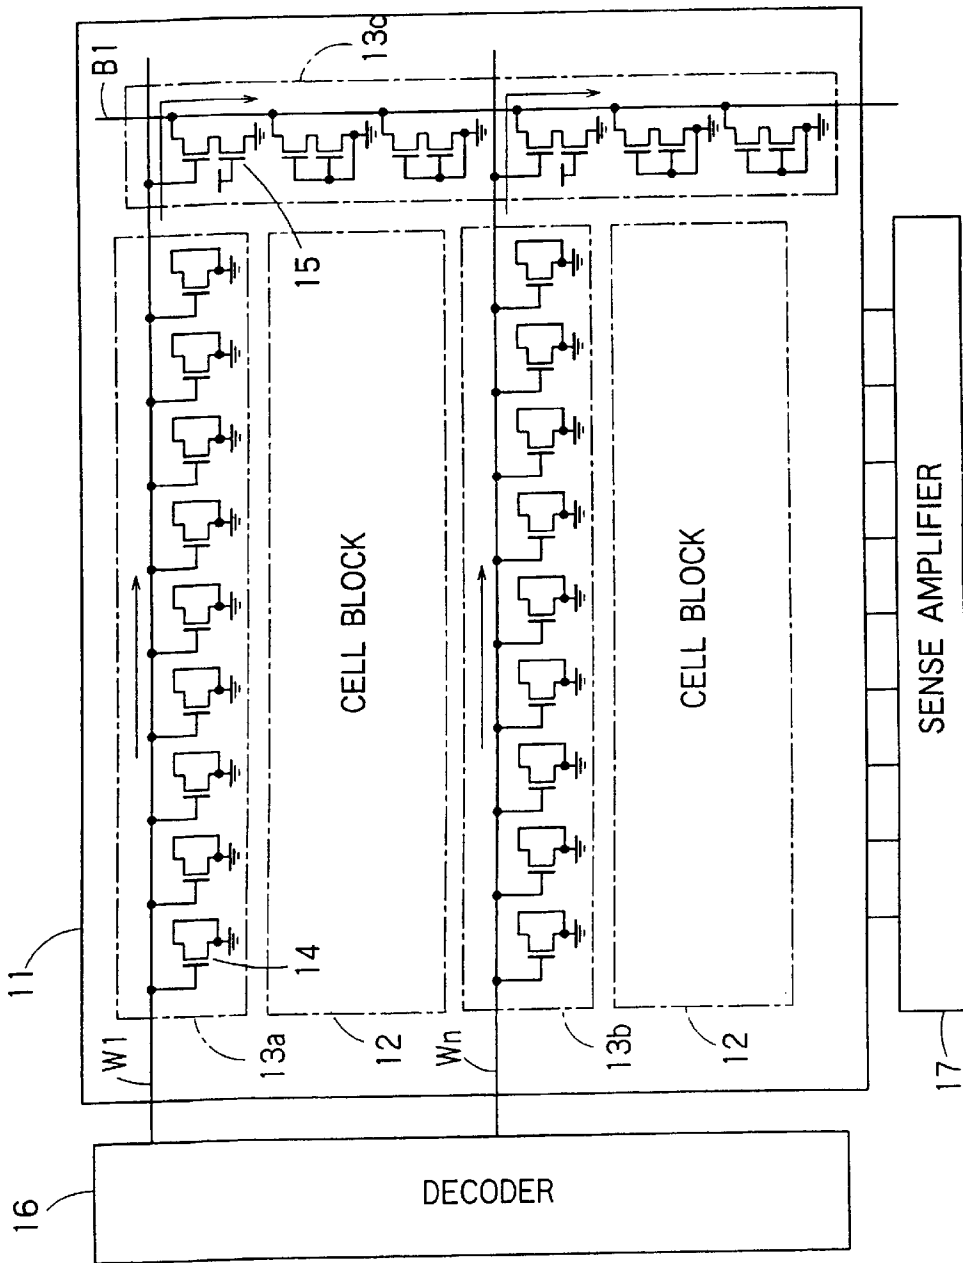 11
B1
13c
W1
13a
14
15
12
CELL BLOCK
Wn
13b
12
CELL BLOCK
16
DECODER
17
SENSE AMPLIFIER